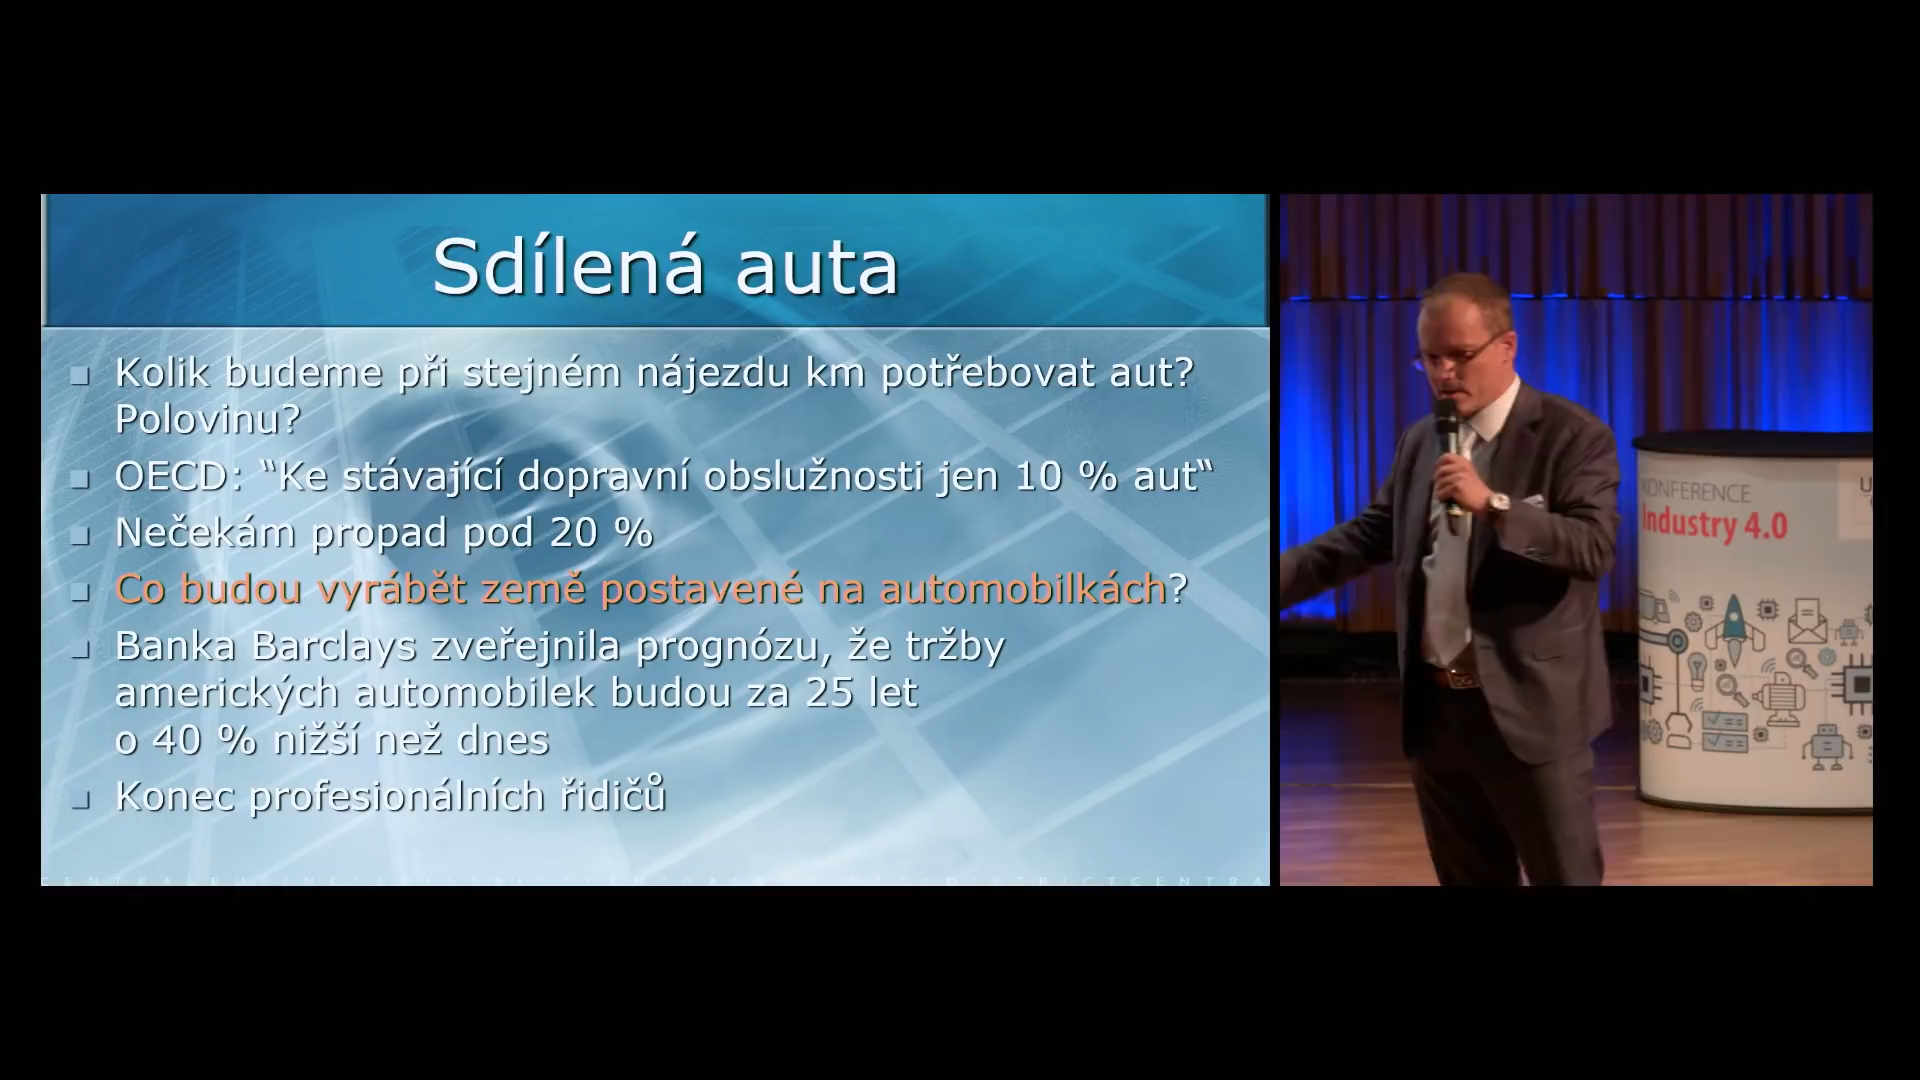 Sdílená auta
Kolik budeme při stejném nájezdu km potřebovat aut?
Polovinu?
OECD: “Ke stávající dopravní obslužnosti jen 10 % aut“
Nečekám propad pod 20 %
Co budou vyrábět země postavené na automobilkách?
Banka Barclays zveřejnila prognózu, že tržby
amerických automobilek budou za 25 let
o 40 % nižší než dnes
Konec profesionálních řidičů
KONFERENCE
Industry 4.0